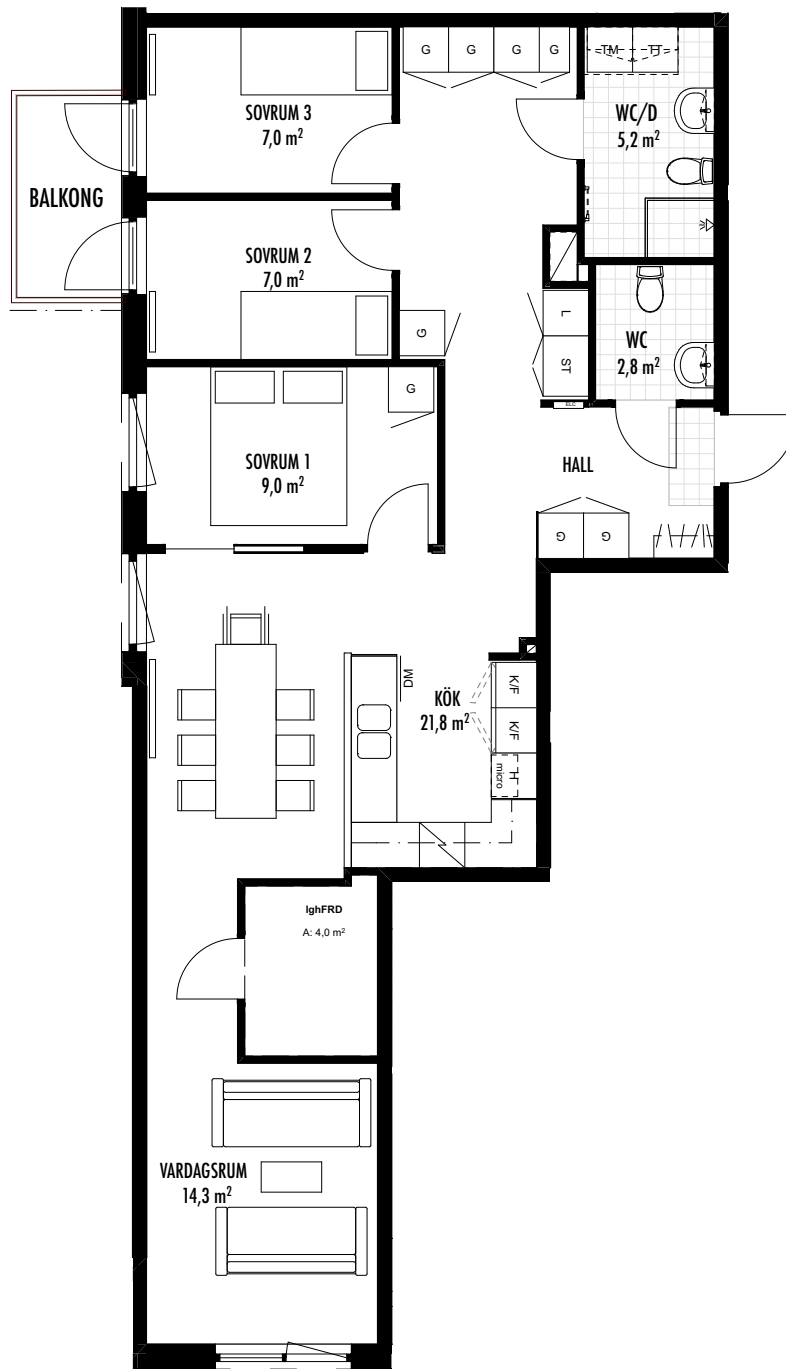 G G G G
TM TT
SOVRUM 3
7,0 m²
WC/D
5,2 m²
BALKONG
SOVRUM 2
7,0 m²
G
L
ST
WC
2,8 m²
G
ELC
SOVRUM 1
9,0 m²
HALL
G G
DM
KÖK
21,8 m²
K/F
K/F
H
micro
lghFRD
A: 4,0 m²
VARDAGSRUM
14,3 m²